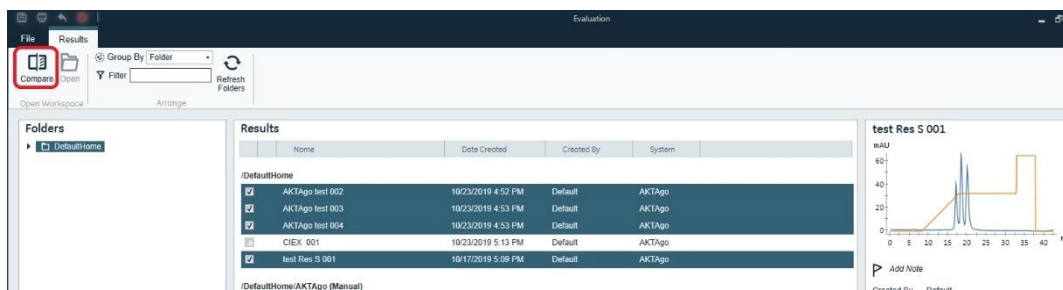 Evaluation
File Results
Compare Open
Group By Folder
Filter
Refresh
Folders
Open Workspace Arrange
Folders
DefaultHome
Results
Name Date Created Created By System
/DefaultHome
AKTAgo test 002 10/23/2019 4:52 PM Default AKTAgo
AKTAgo test 003 10/23/2019 4:53 PM Default AKTAgo
AKTAgo test 004 10/23/2019 4:53 PM Default AKTAgo
CIEX 001 10/23/2019 5:13 PM Default AKTAgo
test Res S 001 10/17/2019 5:09 PM Default AKTAgo
/DefaultHome/AKTAgo (Manual)
test Res S 001
mAU
60
40
20
0
0 5 10 15 20 25 30 35 40
Add Note
Created By Default